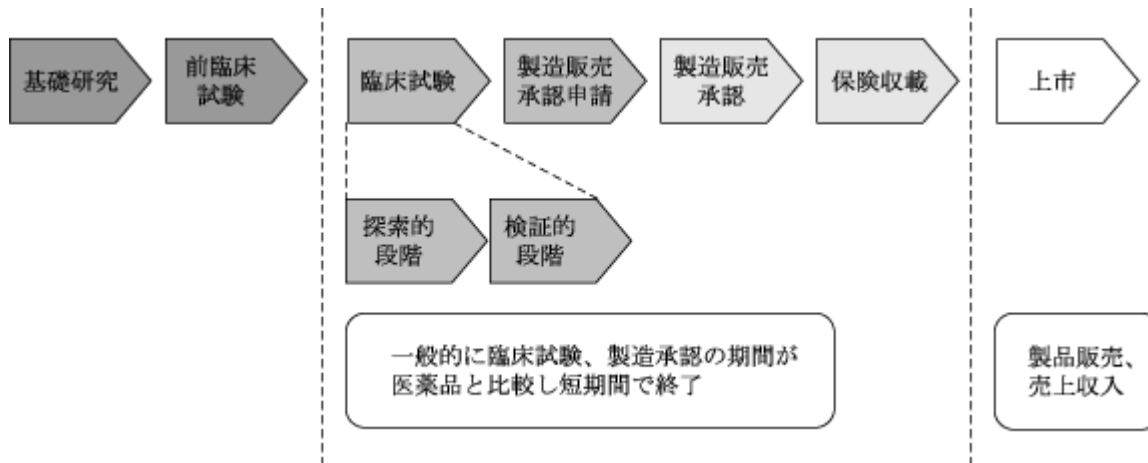 基礎研究
前臨床
試験
臨床試験
製造販売
承認申請
製造販売
承認
保険収載
上市
探索的
段階
検証的
段階
一般的に臨床試験、製造承認の期間が
医薬品と比較し短期間で終了
製品販売、
売上収入